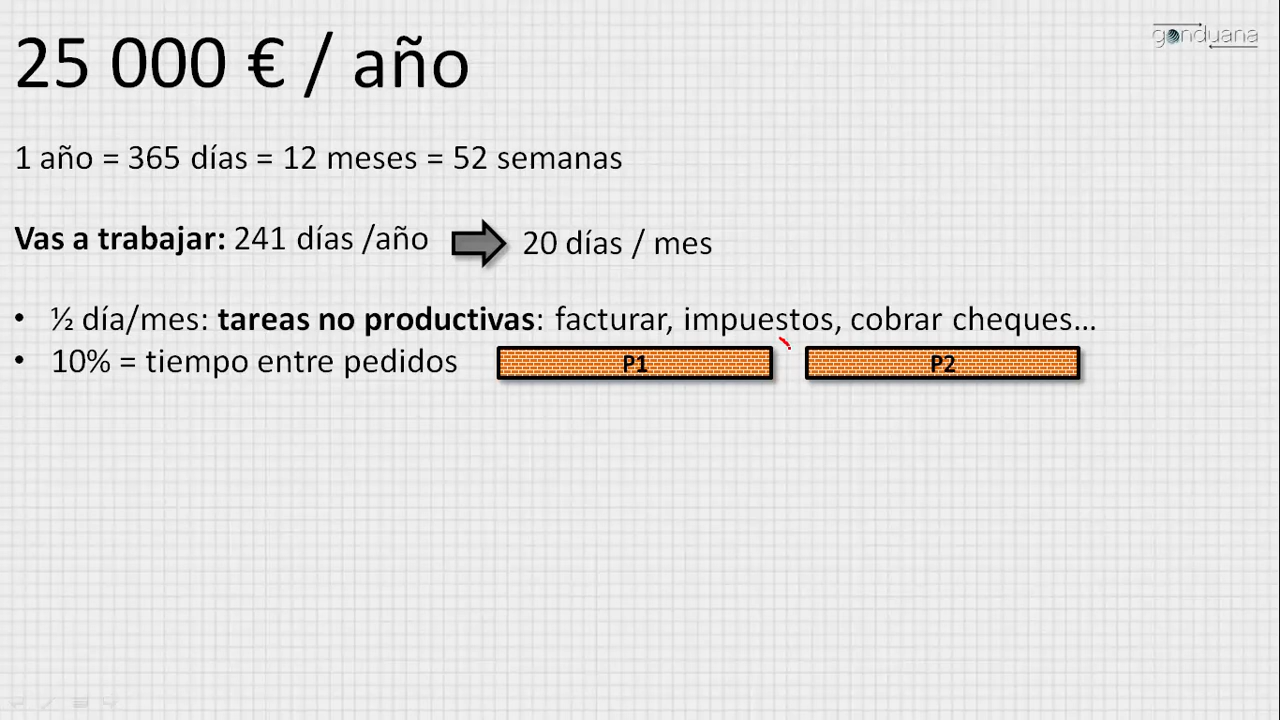 25 000 € / año
gonduana
1 año = 365 días = 12 meses = 52 semanas
Vas a trabajar: 241 días /año 20 días / mes
• ½ día/mes: tareas no productivas: facturar, impuestos, cobrar cheques...
• 10% = tiempo entre pedidos P1 P2